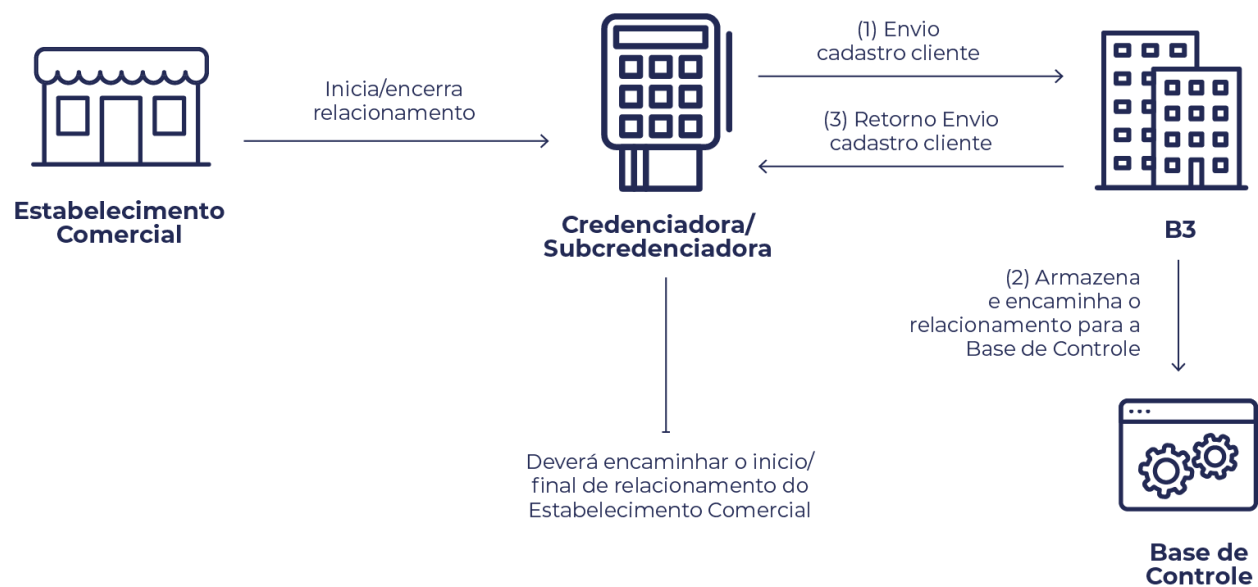 Inicia/encerra
relacionamento
Estabelecimento
Comercial
Credenciadora/
Subcredenciadora
(1) Envio
cadastro cliente
(3) Retorno Envio
cadastro cliente
B3
(2) Armazena
e encaminha o
relacionamento para a
Base de Controle
Deverá encaminhar o inicio/
final de relacionamento do
Estabelecimento Comercial
Base de
Controle